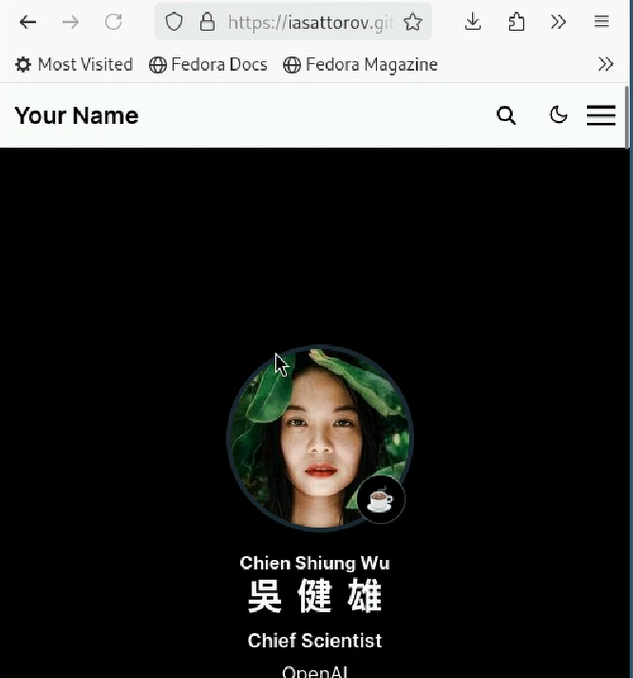 https://iasattorov.git
Most Visited Fedora Docs Fedora Magazine
Your Name
Chien Shiung Wu
吳健雄
Chief Scientist
OpenAI